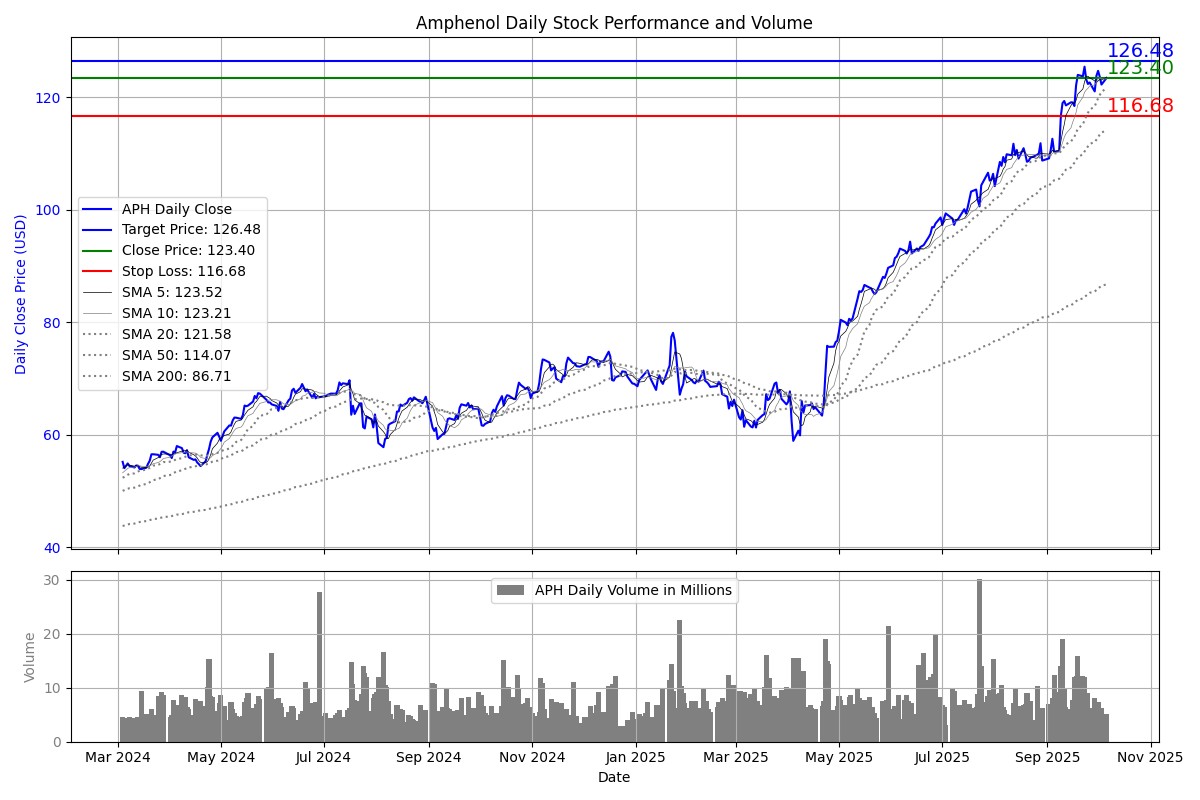 Amphenol Daily Stock Performance and Volume
126.48
123.40
116.68
120
100
80
60
40
Daily Close Price (USD)
APH Daily Close
Target Price: 126.48
Close Price: 123.40
Stop Loss: 116.68
SMA 5: 123.52
SMA 10: 123.21
SMA 20: 121.58
SMA 50: 114.07
SMA 200: 86.71
30
20
10
0
Volume
APH Daily Volume in Millions
Mar 2024 May 2024 Jul 2024 Sep 2024 Nov 2024 Jan 2025 Mar 2025 May 2025 Jul 2025 Sep 2025 Nov 2025
Date